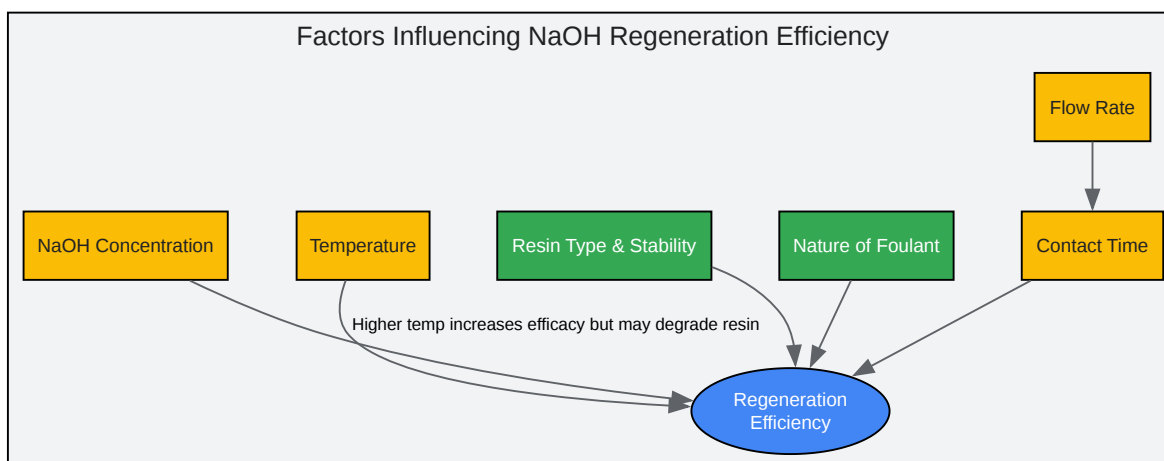 Factors Influencing NaOH Regeneration Efficiency
Flow Rate
NaOH Concentration
Temperature
Resin Type & Stability
Nature of Foulant
Contact Time
Higher temp increases efficacy but may degrade resin
Regeneration
Efficiency